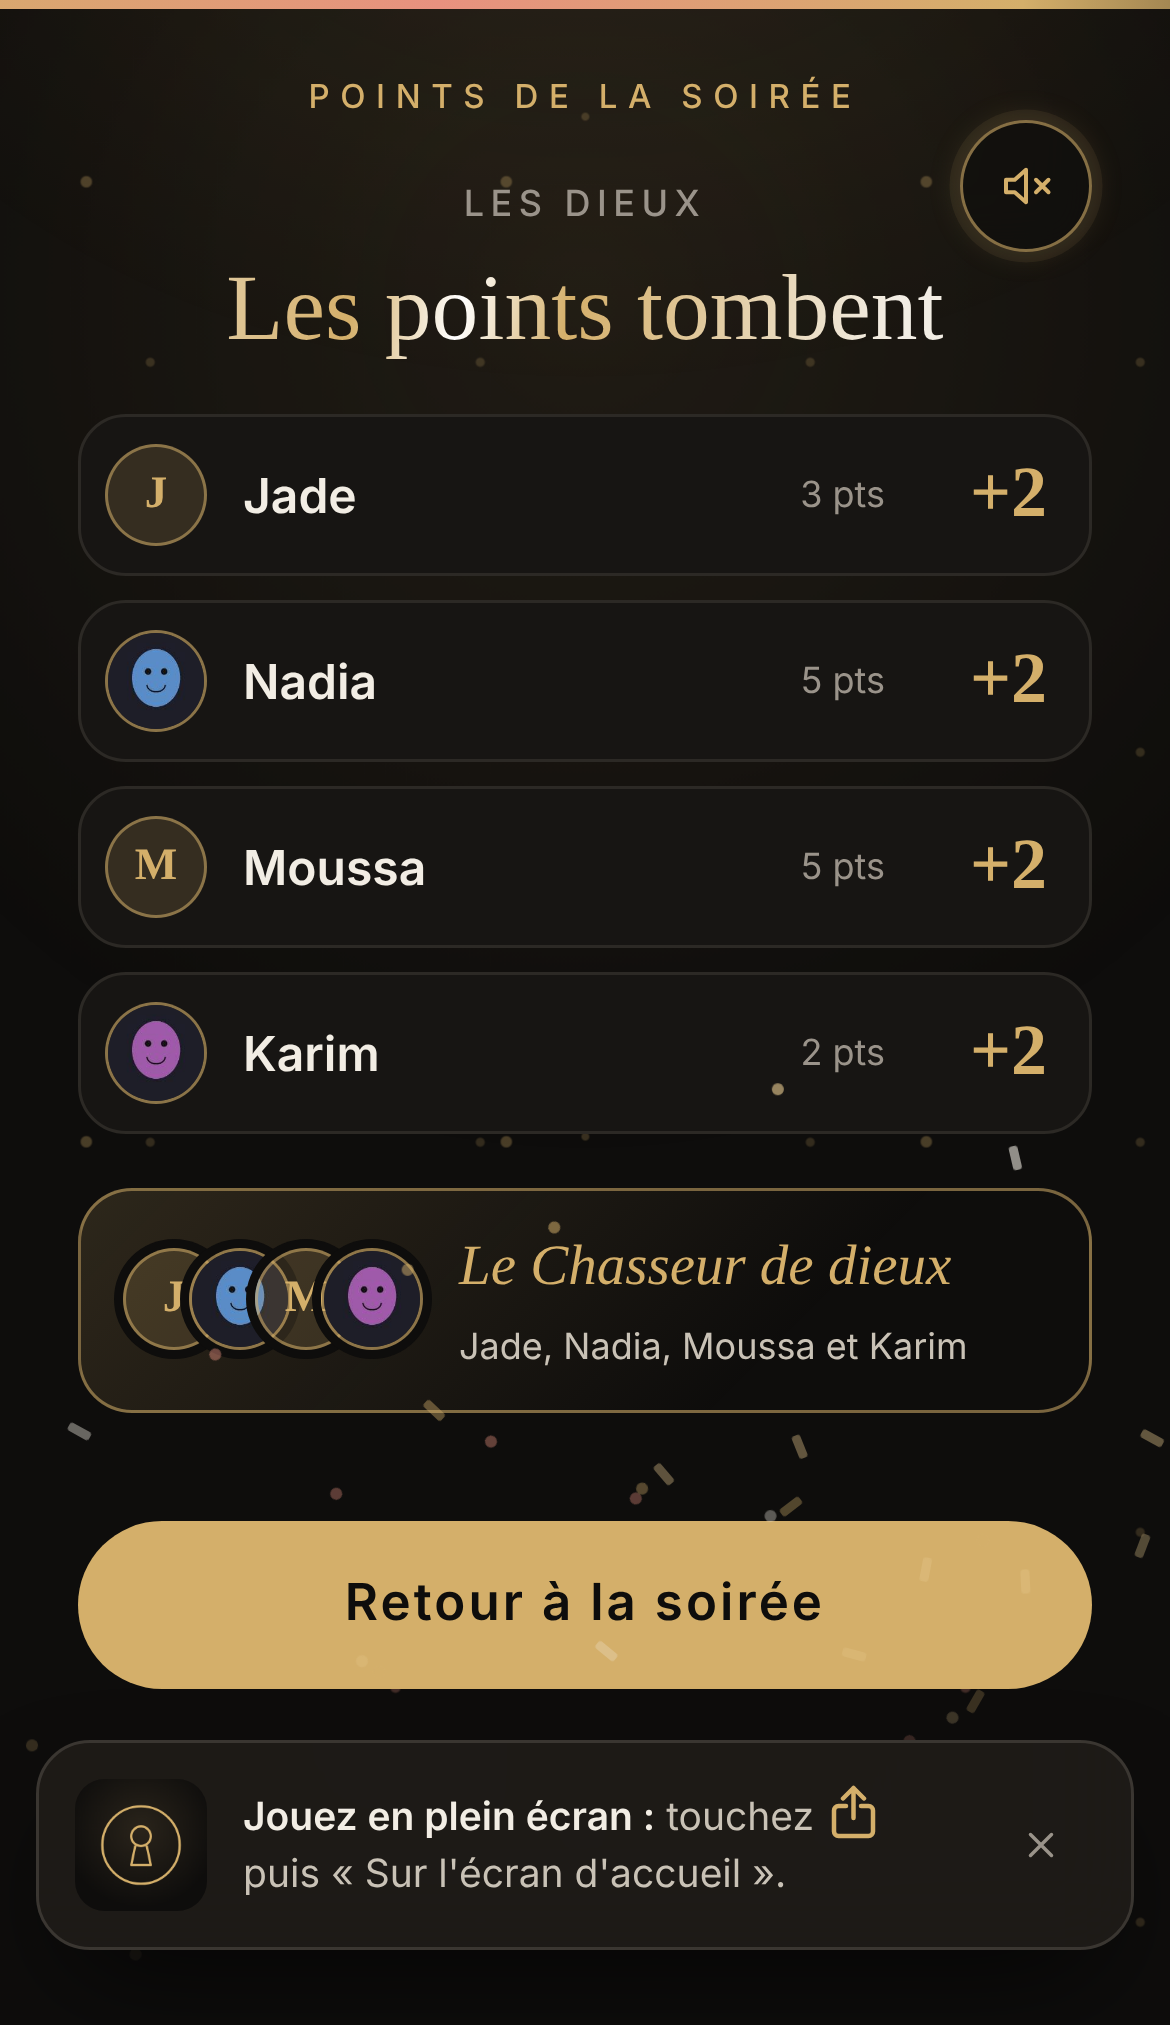 POINTS DE LA SOIRÉE
LES DIEUX
Les points tombent
J Jade 3 pts +2
Nadia 5 pts +2
M Moussa 5 pts +2
Karim 2 pts +2
J M
Le Chasseur de dieux
Jade, Nadia, Moussa et Karim
Retour à la soirée
Jouez en plein écran : touchez
puis « Sur l'écran d'accueil ».